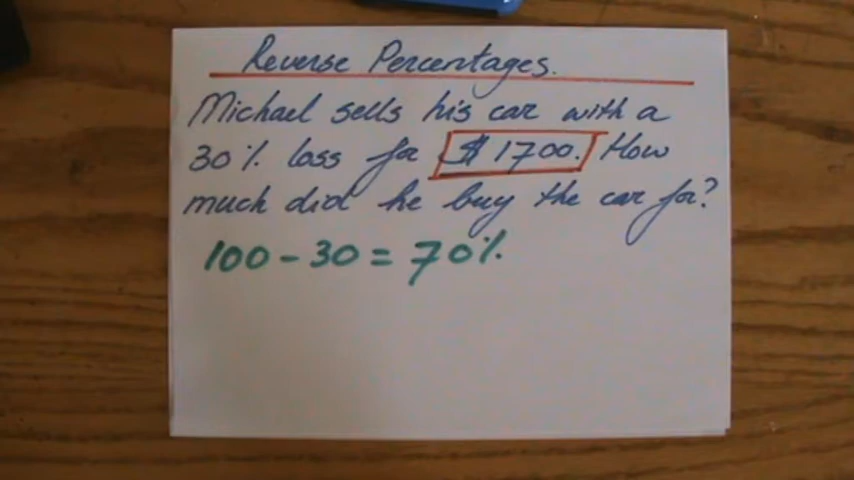 Reverse Percentages.
Michael sells his car with a
30% loss for $1700. How
much did he buy the car for?
100 - 30 = 70%